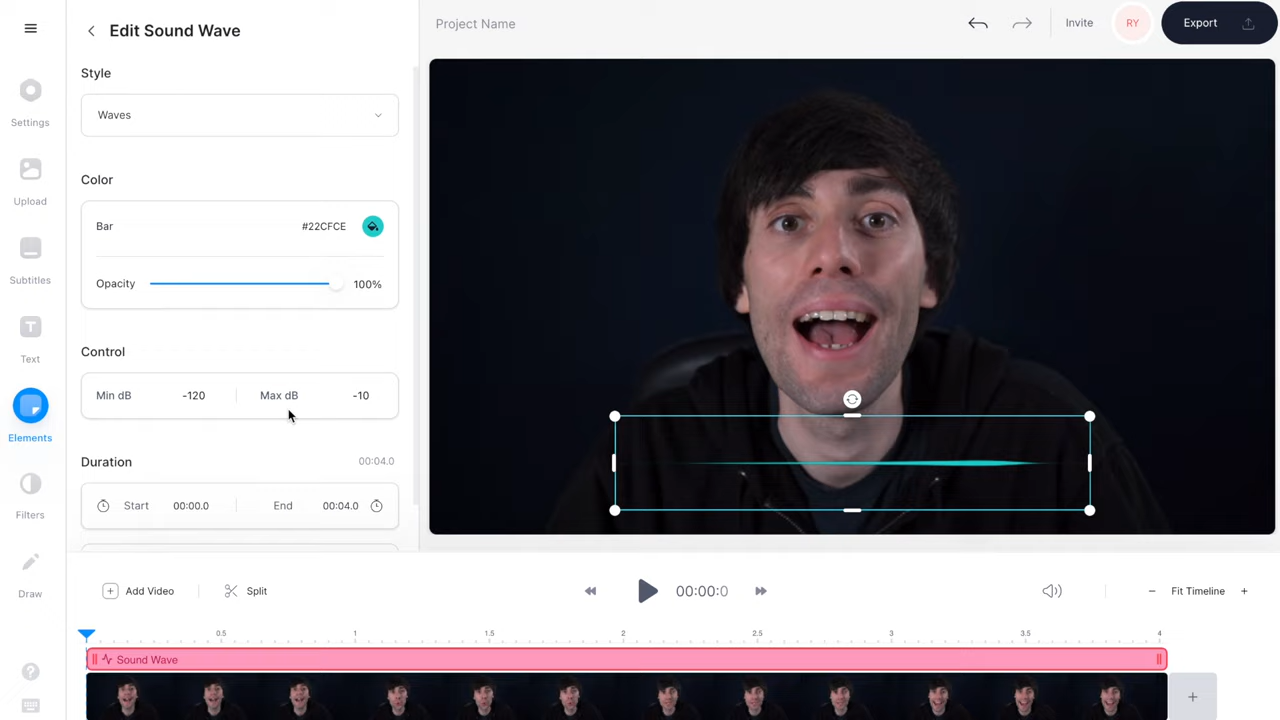 Edit Sound Wave
Project Name
Invite
RY
Export
Settings
Upload
Subtitles
Text
Elements
Filters
Draw
Style
Waves
Color
Bar #22CFCE
Opacity 100%
Control
Min dB -120 Max dB -10
Duration 00:04.0
Start 00:00.0 End 00:04.0
Add Video Split 00:00:0 Fit Timeline
0.5 1 1.5 2 2.5 3 3.5 4
Sound Wave